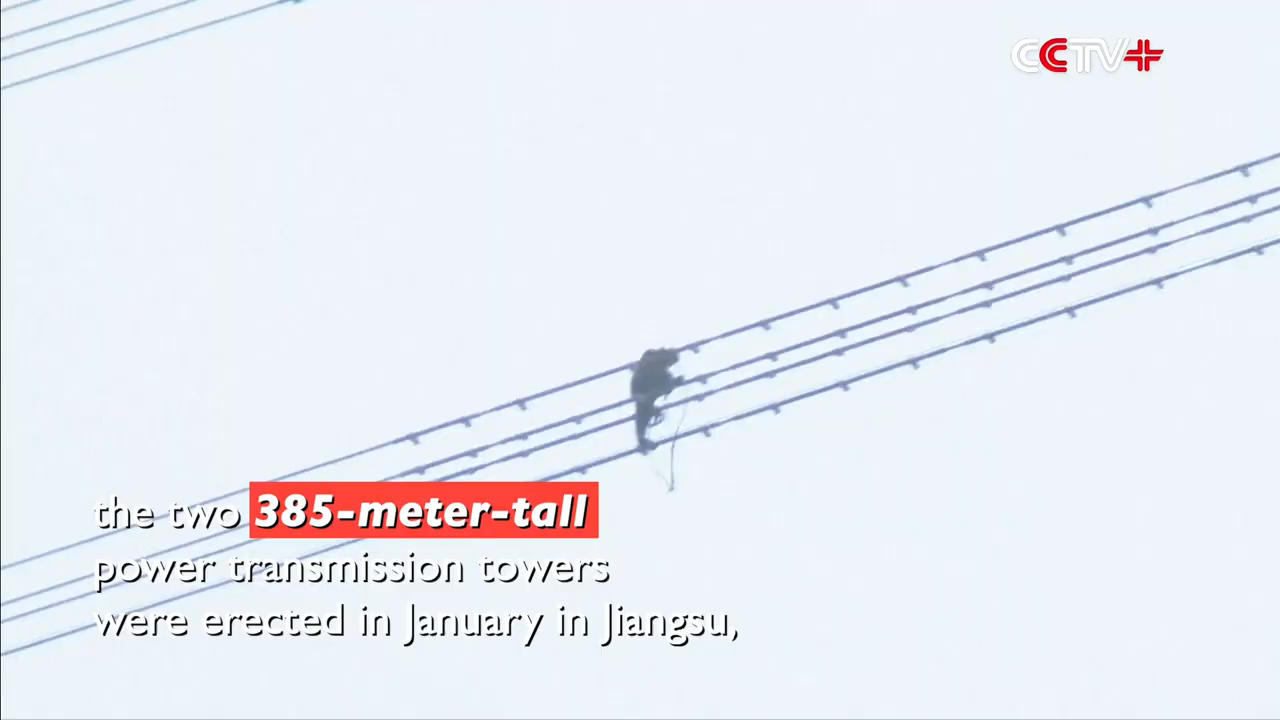 CCTV+
the two 385-meter-tall
power transmission towers
were erected in January in Jiangsu,